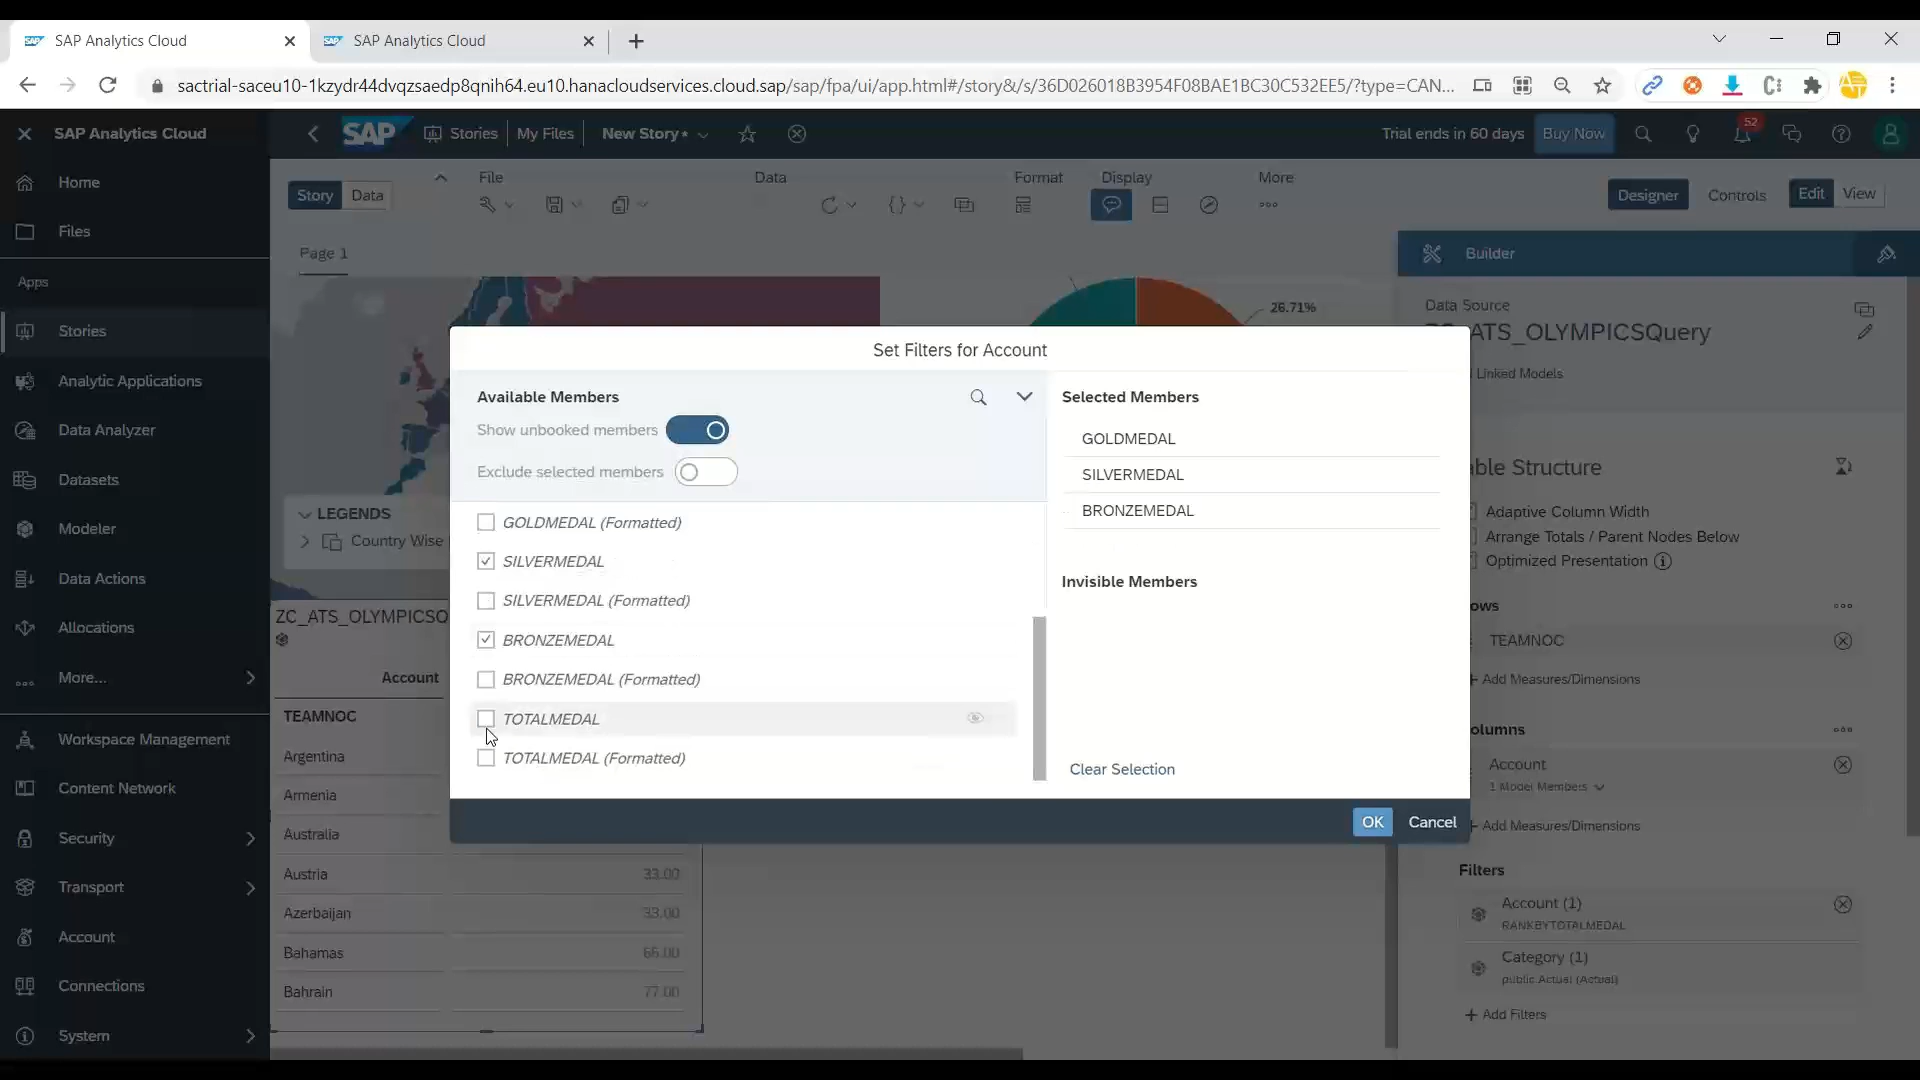 SAP Analytics Cloud
SAP Analytics Cloud
sactrial-saceu10-1kzydr44dvqzsaedp8qnih64.eu10.hanacloudservices.cloud.sap/sap/fpa/ui/app.html#/story&/s/36D026018B3954F08BAE1BC30C532EE5/?type=CAN...
SAP Analytics Cloud
SAP
Stories
My Files
New Story
Trial ends in 60 days
Buy Now
52
Home
Files
Apps
Stories
Analytic Applications
Data Analyzer
Datasets
Modeler
Data Actions
Allocations
More...
Workspace Management
Content Network
Security
Transport
Account
Connections
System
Story
Data
File
Data
Format
Display
More
Designer
Controls
Edit
View
Page 1
26.71%
LEGENDS
Country Wise
ZC_ATS_OLYMPICSQ
Account
TEAMNOC
Argentina
Armenia
Australia
Austria 33.00
Azerbaijan 33.00
Bahamas 66.00
Bahrain 77.00
Set Filters for Account
Available Members
Show unbooked members
Exclude selected members
GOLDMEDAL (Formatted)
SILVERMEDAL
SILVERMEDAL (Formatted)
BRONZEMEDAL
BRONZEMEDAL (Formatted)
TOTALMEDAL
TOTALMEDAL (Formatted)
Selected Members
GOLDMEDAL
SILVERMEDAL
BRONZEMEDAL
Invisible Members
Clear Selection
OK
Cancel
Builder
Data Source
ZC_ATS_OLYMPICSQuery
Linked Models
ble Structure
Adaptive Column Width
Arrange Totals / Parent Nodes Below
Optimized Presentation
ows
TEAMNOC
+ Add Measures/Dimensions
olumns
Account
1 Model Members
+ Add Measures/Dimensions
Filters
Account (1)
RANKBYTOTALMEDAL
Category (1)
public.Actual (Actual)
+ Add Filters